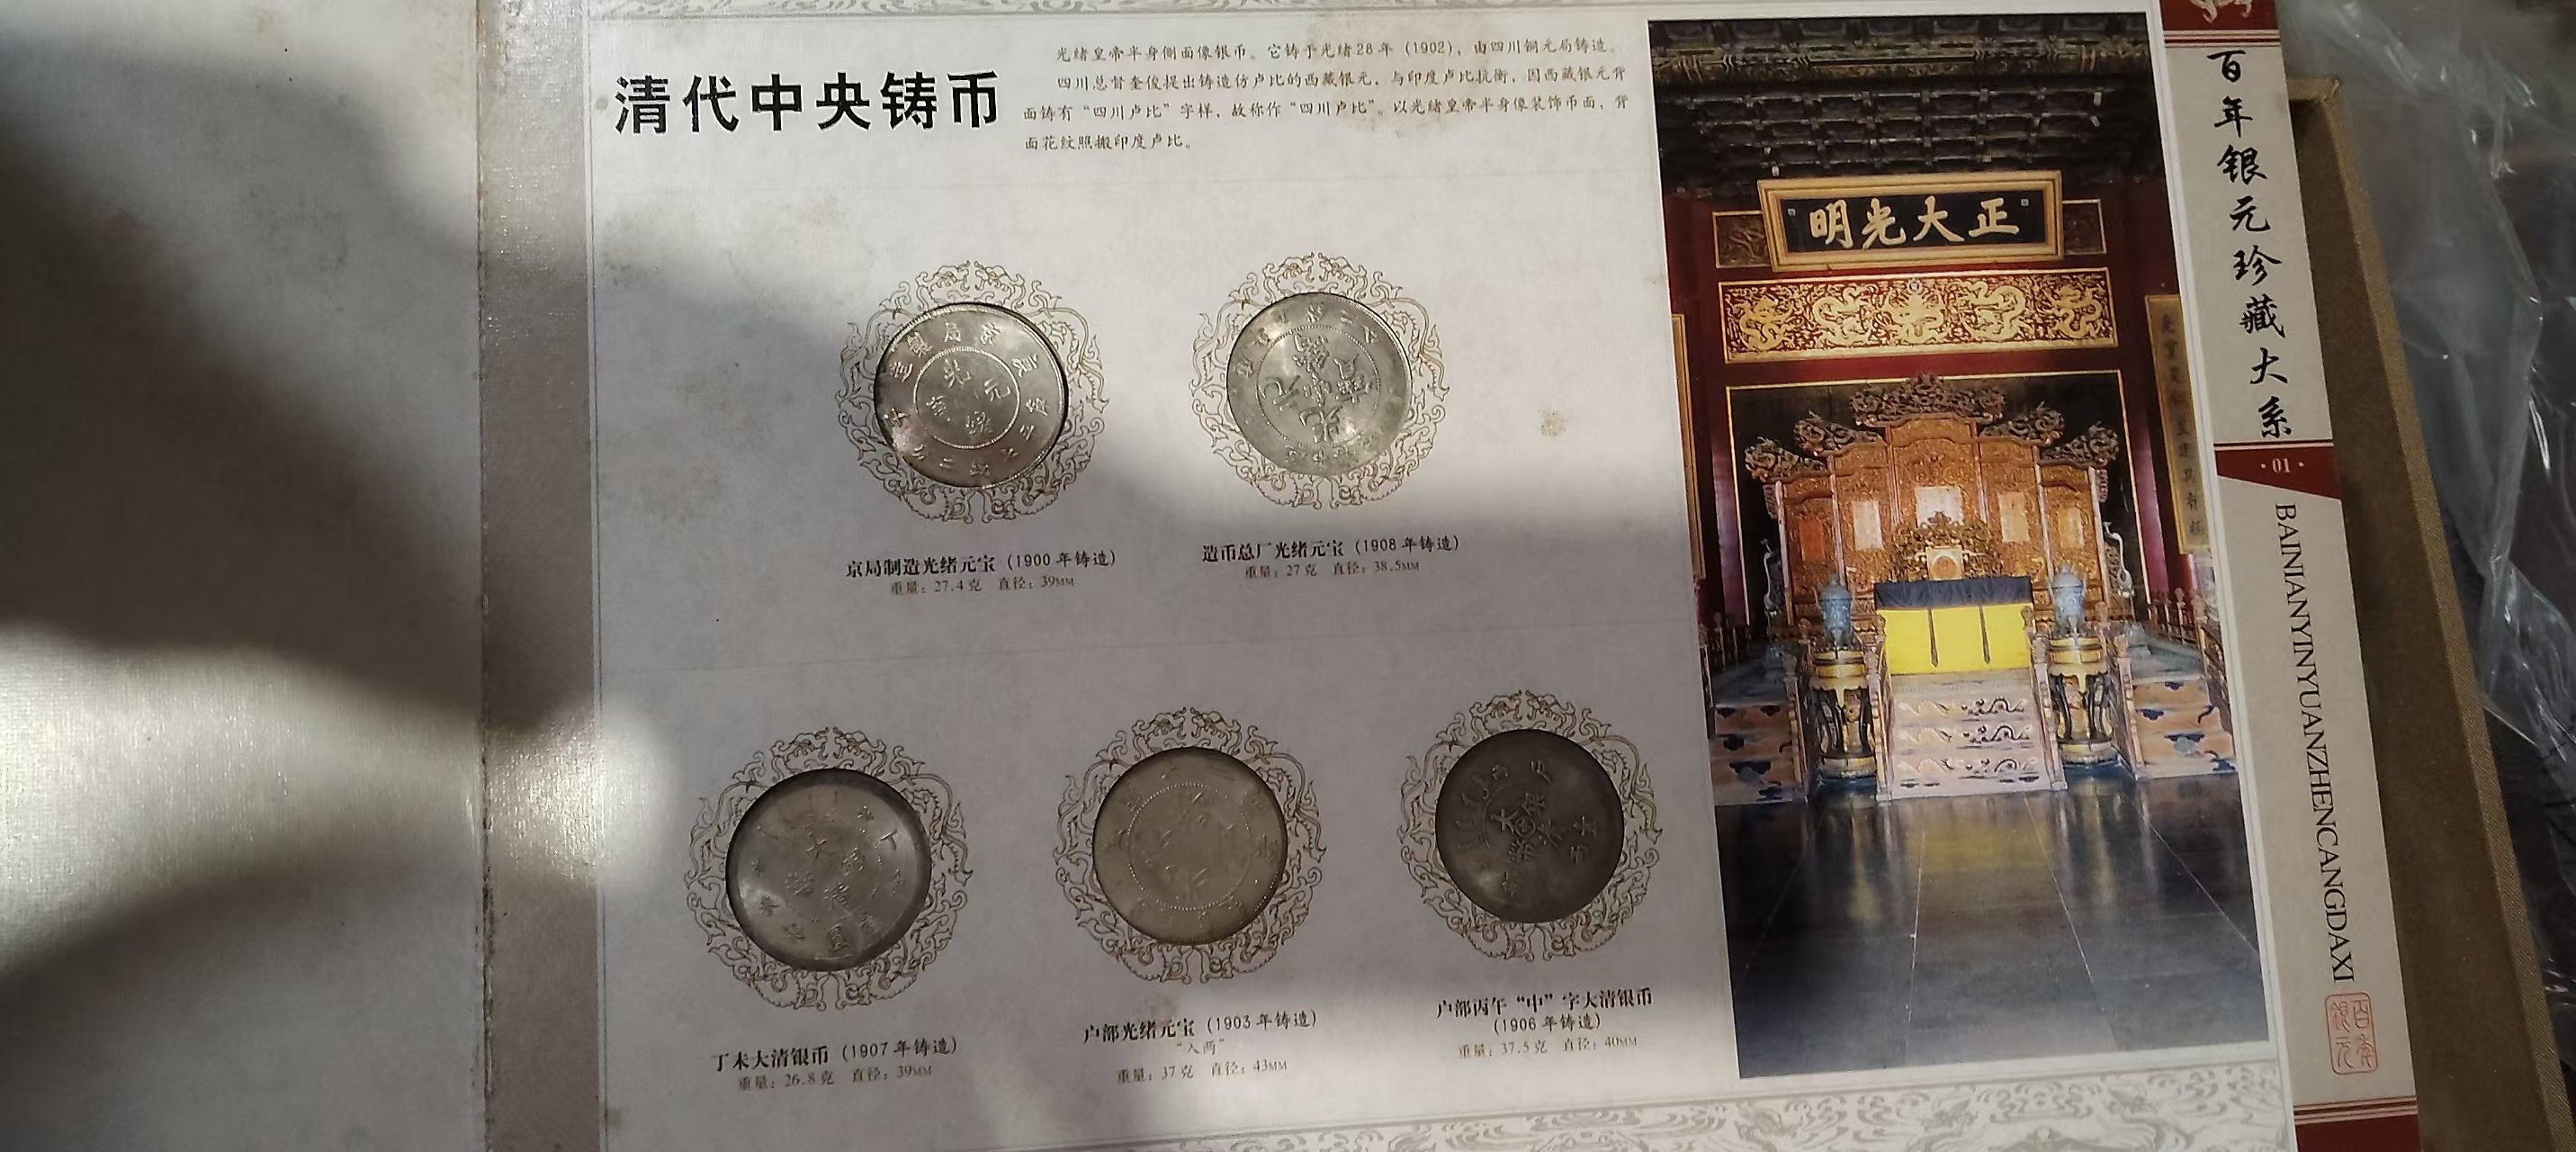 清代中央铸币
光绪皇帝半身侧面像银币。它铸于光绪28年（1902），由四川铜元局铸造。
四川总督奎俊提出铸造仿卢比的西藏银元，与印度卢比抗衡，因西藏银元背
面铸有“四川卢比”字样，故称作“四川卢比”。以光绪皇帝半身像装饰币面，背
面花纹照搬印度卢比。
京局制造光绪元宝（1900年铸造）
重量：27.4克 直径：39MM
造币总厂光绪元宝（1908年铸造）
重量：27克 直径：38.5MM
丁未大清银币（1907年铸造）
重量：26.8克 直径：39MM
户部光绪元宝（1903年铸造）
重量：37克 直径：43MM
户部丙午“中”字大清银币
（1906年铸造）
重量：37.5克 直径：40MM
明光大正
百年银元珍藏大系
·01·
BAINIANYINYUANZHENCANGDAXI
百年
银元